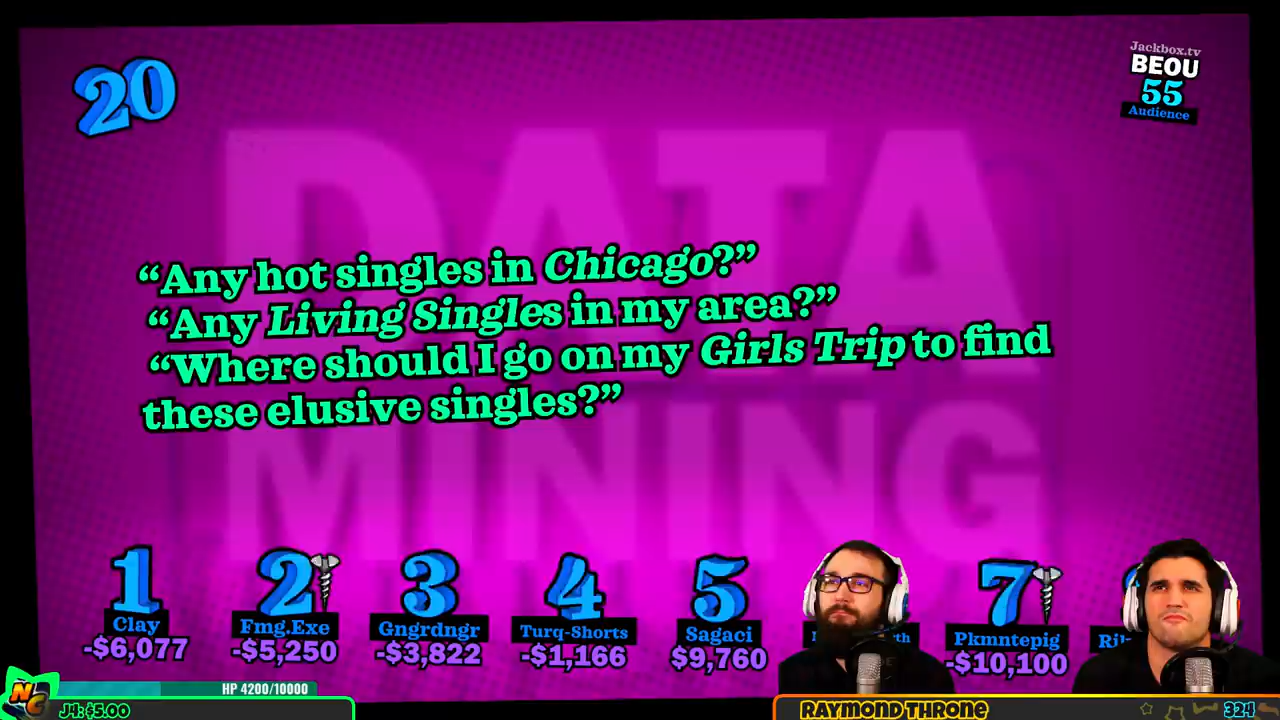 20
Jackbox.tv
BEOU
55
Audience
DATA
MINING
“Any hot singles in Chicago?”
“Any Living Singles in my area?”
“Where should I go on my Girls Trip to find
these elusive singles?”
1 2 3 4 5 7
Clay Fmg.Exe Gngrdngr Turq-Shorts Sagaci Pkmntepig
-$6,077 -$5,250 -$3,822 -$1,166 $9,760 -$10,100
NC
HP 4200/10000
J4: $5.00
RAYMOND THRONE
324